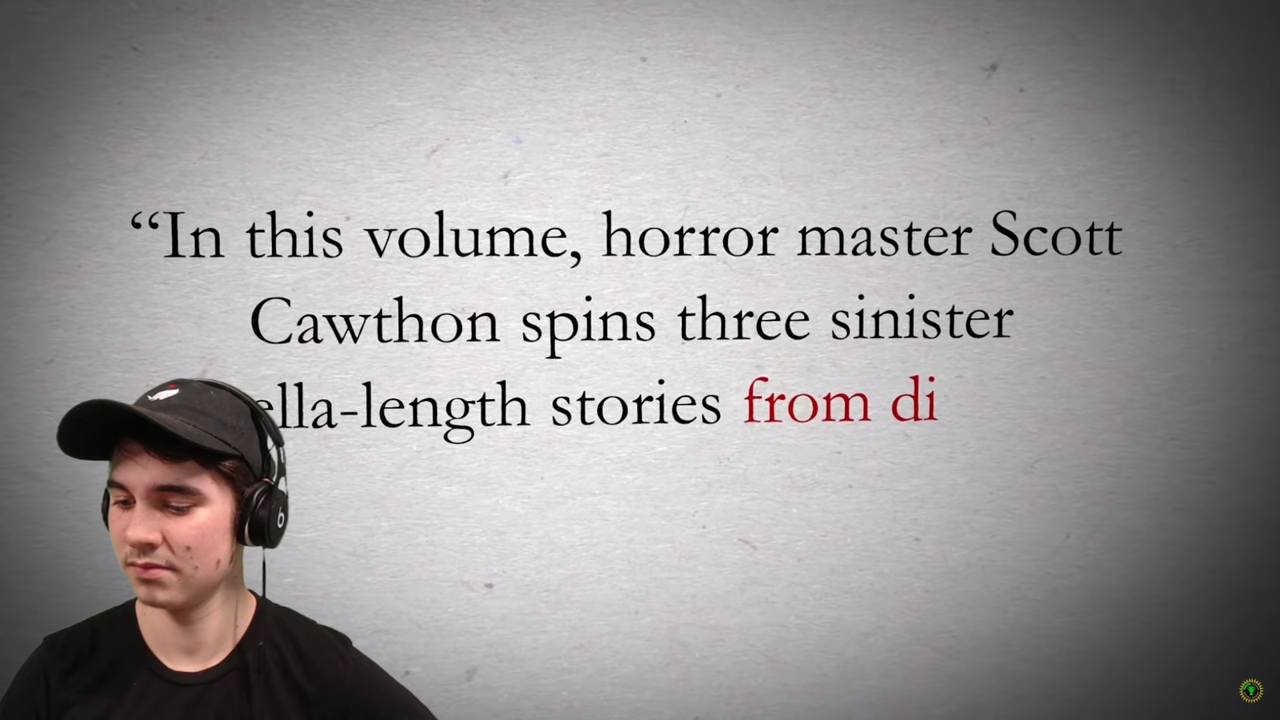 “In this volume, horror master Scott
Cawthon spins three sinister
ella-length stories from di